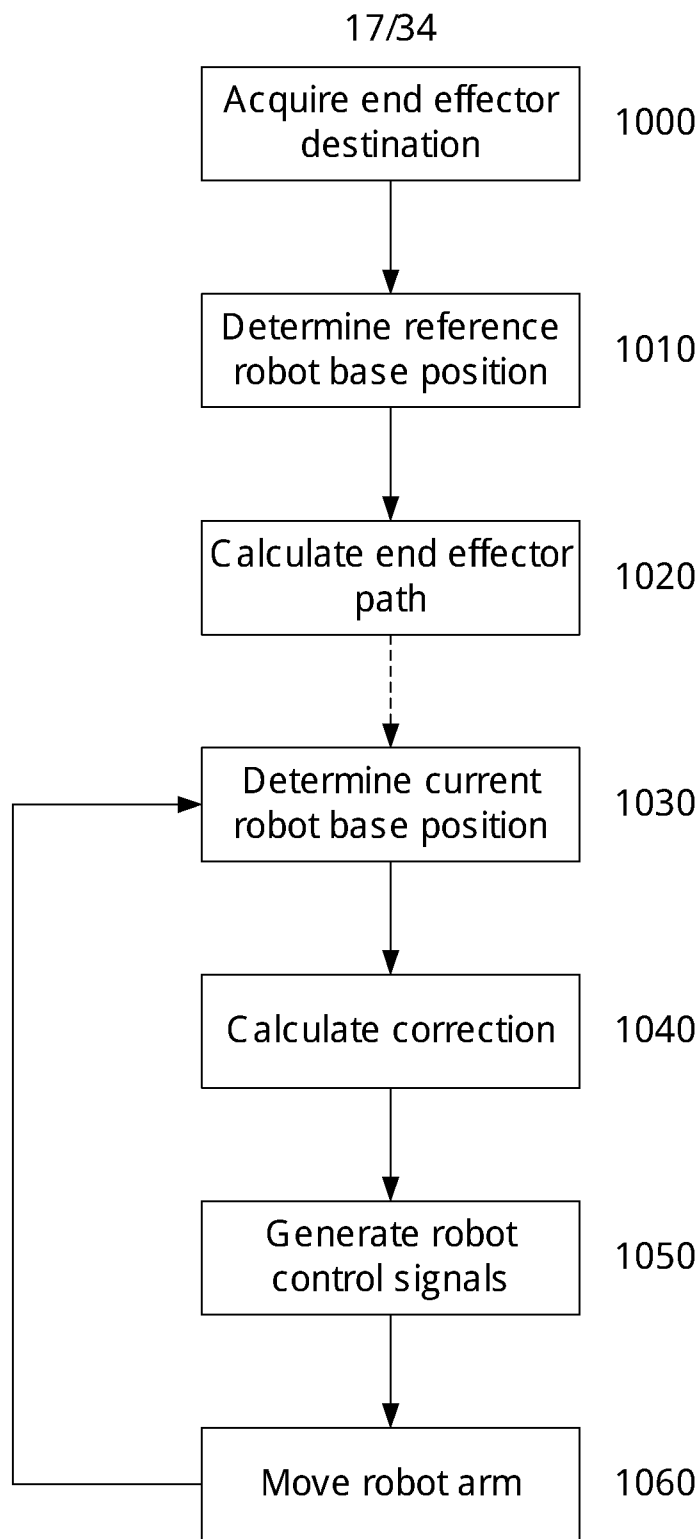 17/34
Acquire end effector
destination
1000
Determine reference
robot base position
1010
Calculate end effector
path
1020
Determine current
robot base position
1030
Calculate correction
1040
Generate robot
control signals
1050
Move robot arm
1060